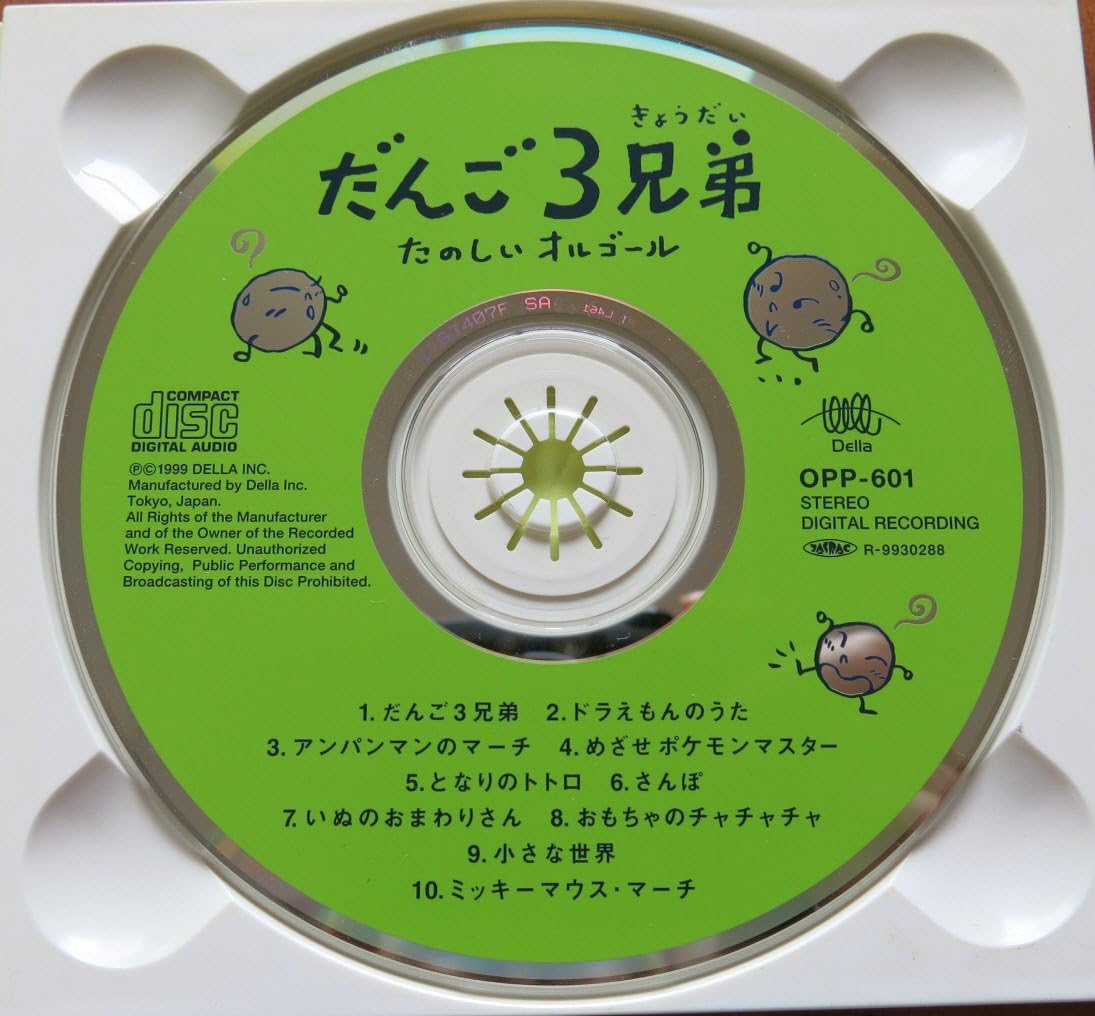 きょうだい
だんご3兄弟
たのしい オルゴール
COMPACT
disc
DIGITAL AUDIO
ⓅⒸ1999 DELLA INC.
Manufactured by Della Inc.
Tokyo, Japan.
All Rights of the Manufacturer
and of the Owner of the Recorded
Work Reserved. Unauthorized
Copying, Public Performance and
Broadcasting of this Disc Prohibited.
Della
OPP-601
STEREO
DIGITAL RECORDING
JASRAC R-9930288
1. だんご3兄弟 2. ドラえもんのうた
3. アンパンマンのマーチ 4. めざせポケモンマスター
5. となりのトトロ 6. さんぽ
7. いぬのおまわりさん 8. おもちゃのチャチャチャ
9. 小さな世界
10. ミッキーマウス・マーチ